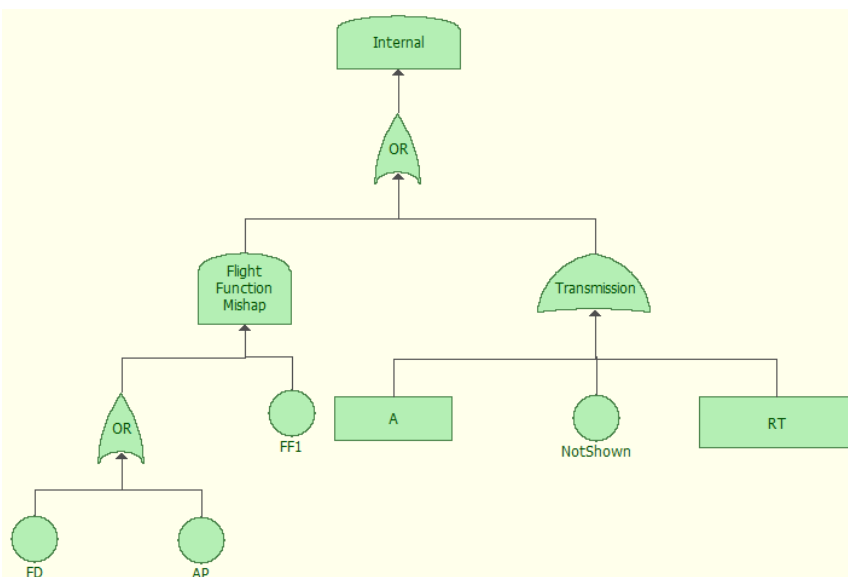 Internal
OR
Flight
Function
Mishap
Transmission
OR
FF1
A
NotShown
RT
FD
AP